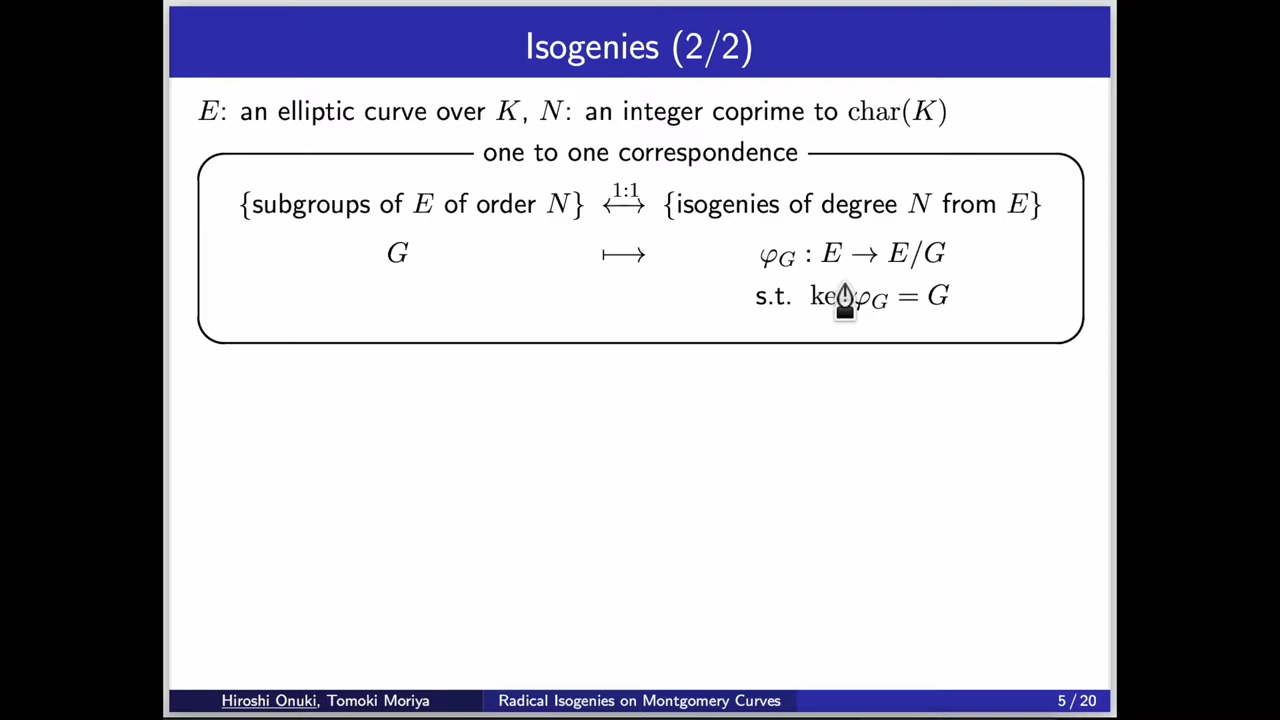 Isogenies (2/2)
E: an elliptic curve over K, N: an integer coprime to char(K)
one to one correspondence
{subgroups of E of order N} ⟷ 1:1 {isogenies of degree N from E}
G ⟼ φ_G : E → E/G
s.t. φ_G = G
Hiroshi Onuki, Tomoki Moriya Radical Isogenies on Montgomery Curves 5 / 20